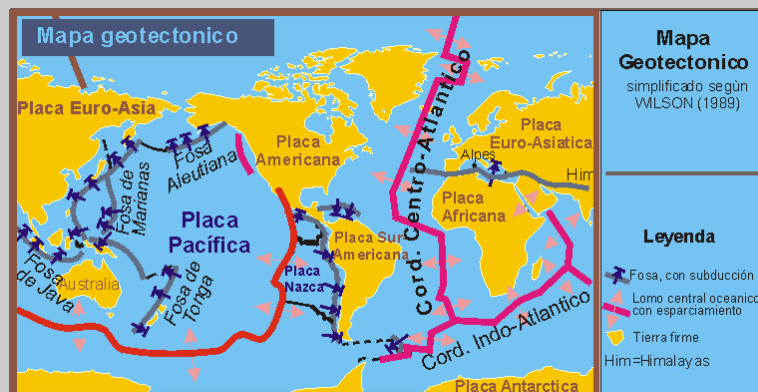 Mapa geotectonico
Placa Euro-Asia
Fosa
Aleutiana
Fosa de
Marianas
Placa
Pacífica
Fosa
de Java
Australia
Fosa de
Tonga
Placa
Americana
Placa Sur
Americana
Placa
Nazca
Cord. Centro-Atlantico
Placa
Euro-Asiatica
Alpes
Him
Placa
Africana
Cord. Indo-Atlantico
Placa Antarctica
Mapa
Geotectonico
simplificado segùn
WILSON (1989)
Leyenda
Fosa, con subducción
Lomo central oceanico
con esparciamiento
Tierra firme
Him=Himalayas